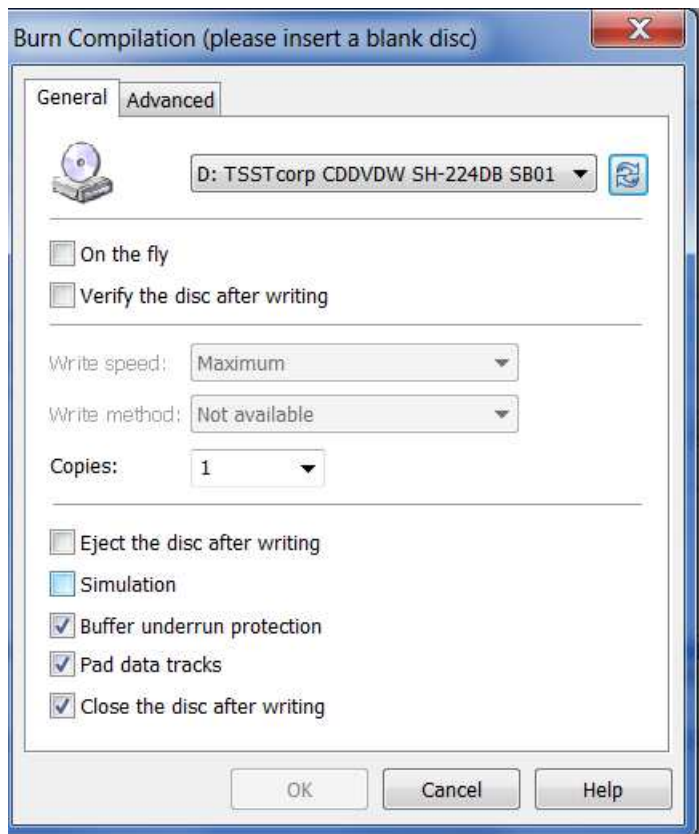 Burn Compilation (please insert a blank disc)
General Advanced
D: TSSTcorp CDDVDW SH-224DB SB01
On the fly
Verify the disc after writing
Write speed: Maximum
Write method: Not available
Copies: 1
Eject the disc after writing
Simulation
Buffer underrun protection
Pad data tracks
Close the disc after writing
OK Cancel Help